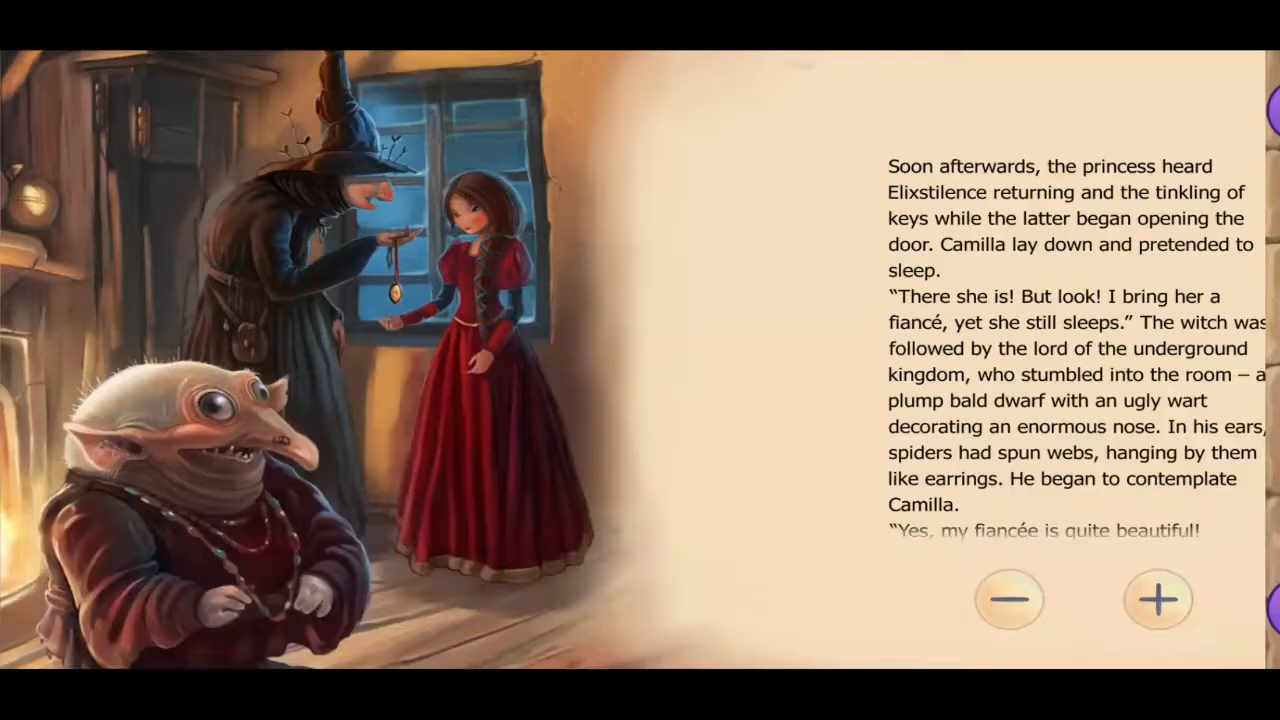 Soon afterwards, the princess heard
Elixstilence returning and the tinkling of
keys while the latter began opening the
door. Camilla lay down and pretended to
sleep.
“There she is! But look! I bring her a
fiancé, yet she still sleeps.” The witch was
followed by the lord of the underground
kingdom, who stumbled into the room – a
plump bald dwarf with an ugly wart
decorating an enormous nose. In his ears,
spiders had spun webs, hanging by them
like earrings. He began to contemplate
Camilla.
“Yes, my fiancée is quite beautiful!